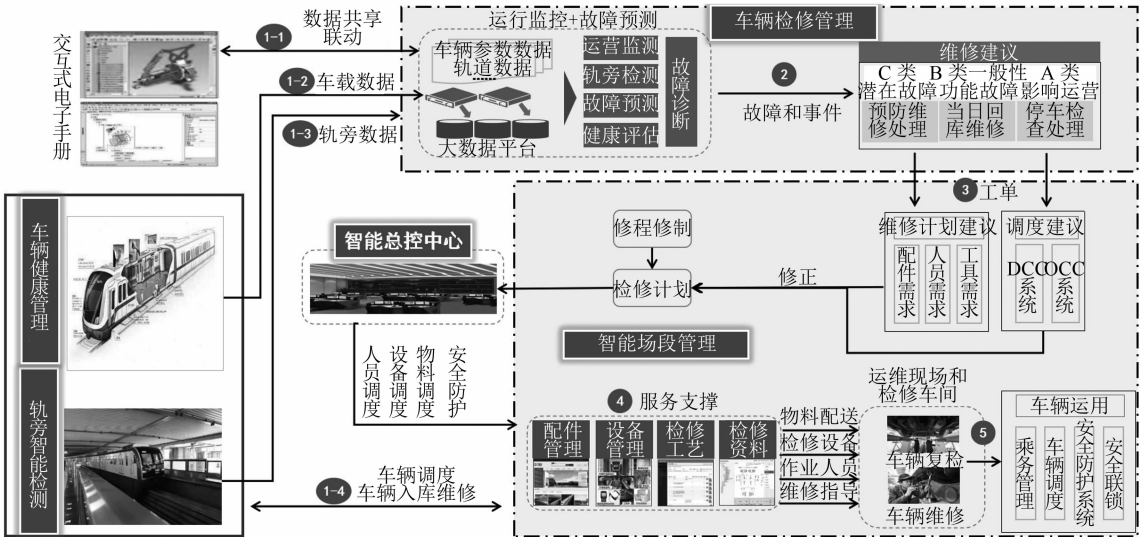 交互式电子手册
1-1
数据共享
联动
1-2
车载数据
1-3
轨旁数据
运行监控+故障预测
车辆参数数据
轨道数据
大数据平台
运营监测
轨旁检测
故障预测
健康评估
故障诊断
2
故障和事件
车辆检修管理
维修建议
C 类 B 类一般性 A 类
潜在故障功能故障影响运营
预防维
修处理
当日回
库维修
停车检
查处理
3
工单
维修计划建议
配件需求
人员需求
工具需求
调度建议
DCC系统
OCC系统
修程修制
检修计划
修正
智能场段管理
智能总控中心
人员调度
设备调度
物料调度
安全防护
车辆健康管理
轨旁智能检测
1-4
车辆调度
车辆入库维修
4
服务支撑
配件
管理
设备
管理
检修
工艺
检修
资料
物料配送
检修设备
作业人员
维修指导
运维现场和
检修车间
车辆复检
车辆维修
5
车辆运用
乘务管理
车辆调度
安全防护系统
安全联锁